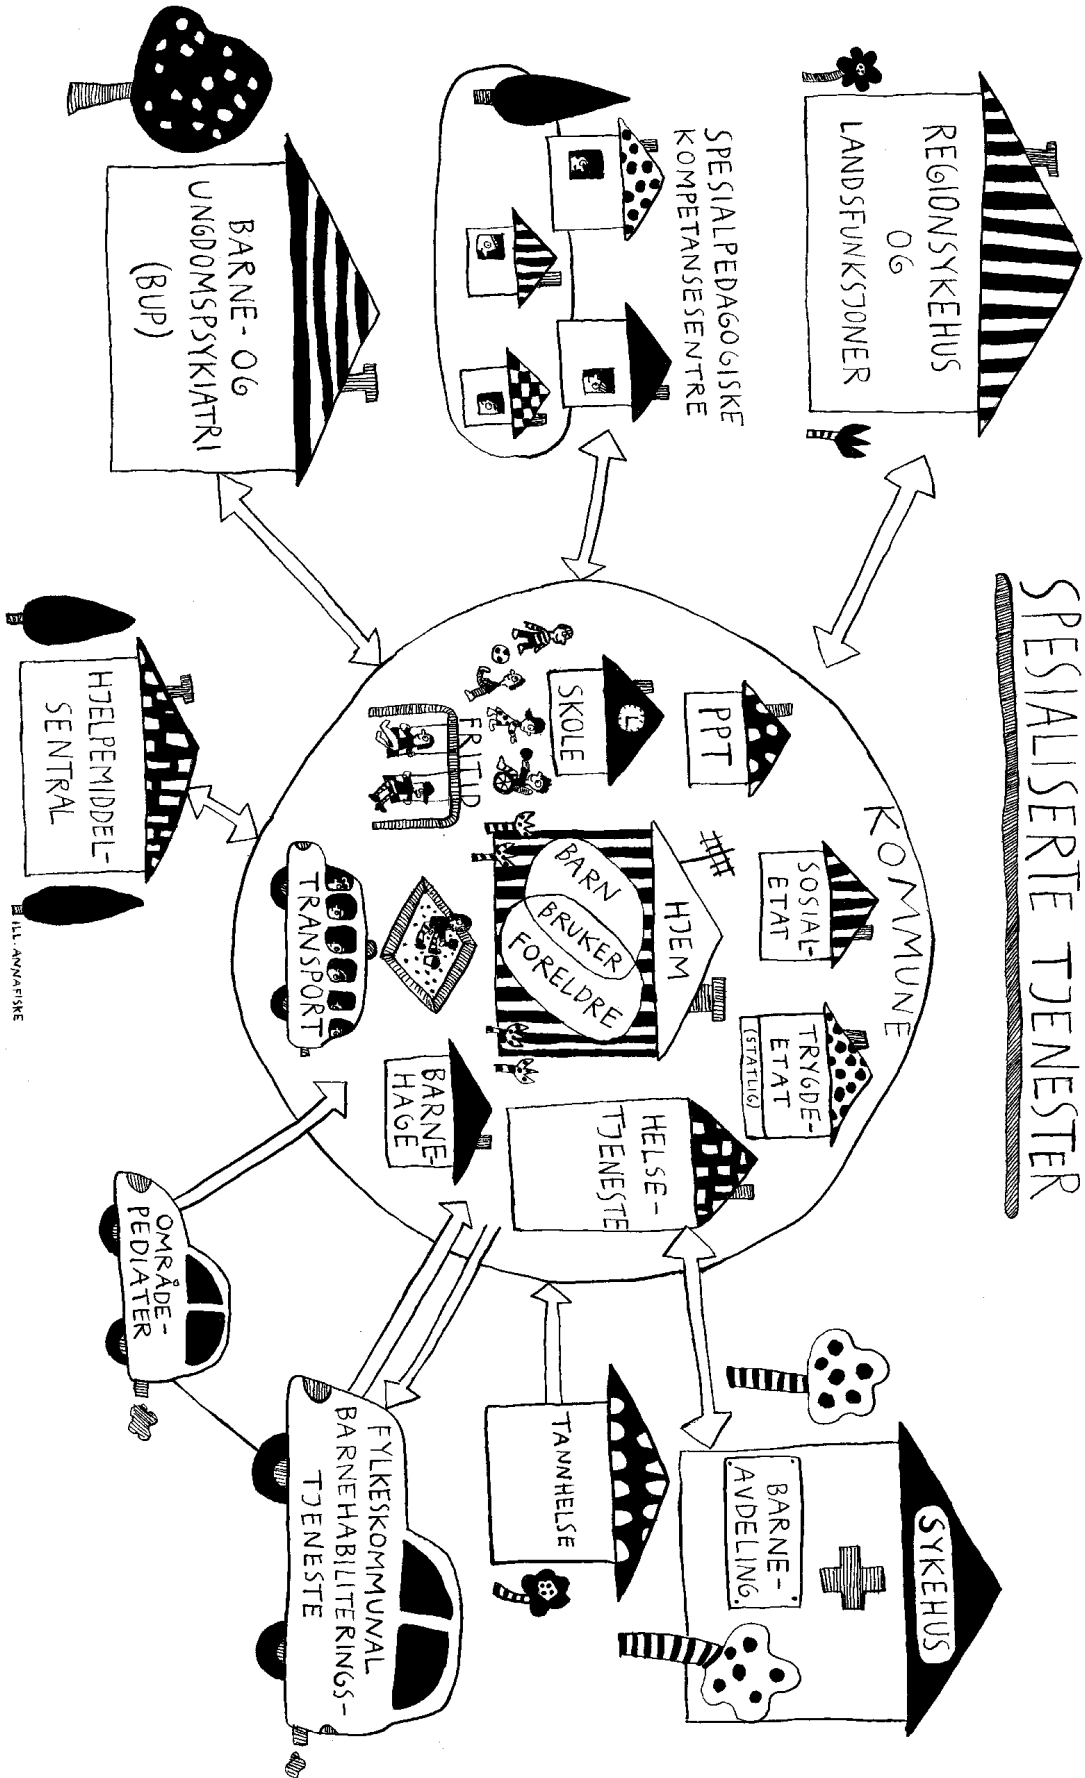 SPESIALISERTE TJENESTER
REGIONSYKEHUS
OG
LANDSFUNKSJONER
SPESIALPEDAGOGISKE
KOMPETANSESENTRE
BARNE- OG
UNGDOMSPSYKIATRI
(BUP)
KOMMUNE
PPT
SOSIAL-
ETAT
TRYGDE-
ETAT
(STATLIG)
SKOLE
FRITID
HJEM
BARN
BRUKER
FORELDRE
HELSE-
TJENESTE
BARNE-
HAGE
TRANSPORT
SYKEHUS
BARNE-
AVDELING
TANNHELSE
FYLKESKOMMUNAL
BARNEHABILITERINGS-
TJENESTE
OMRÅDE-
PEDIATER
HJELPEMIDDEL-
SENTRAL
ILL. ANNAFISKE